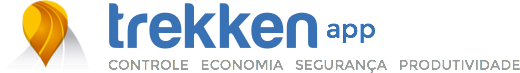 trekken app
CONTROLE ECONOMIA SEGURANÇA PRODUTIVIDADE